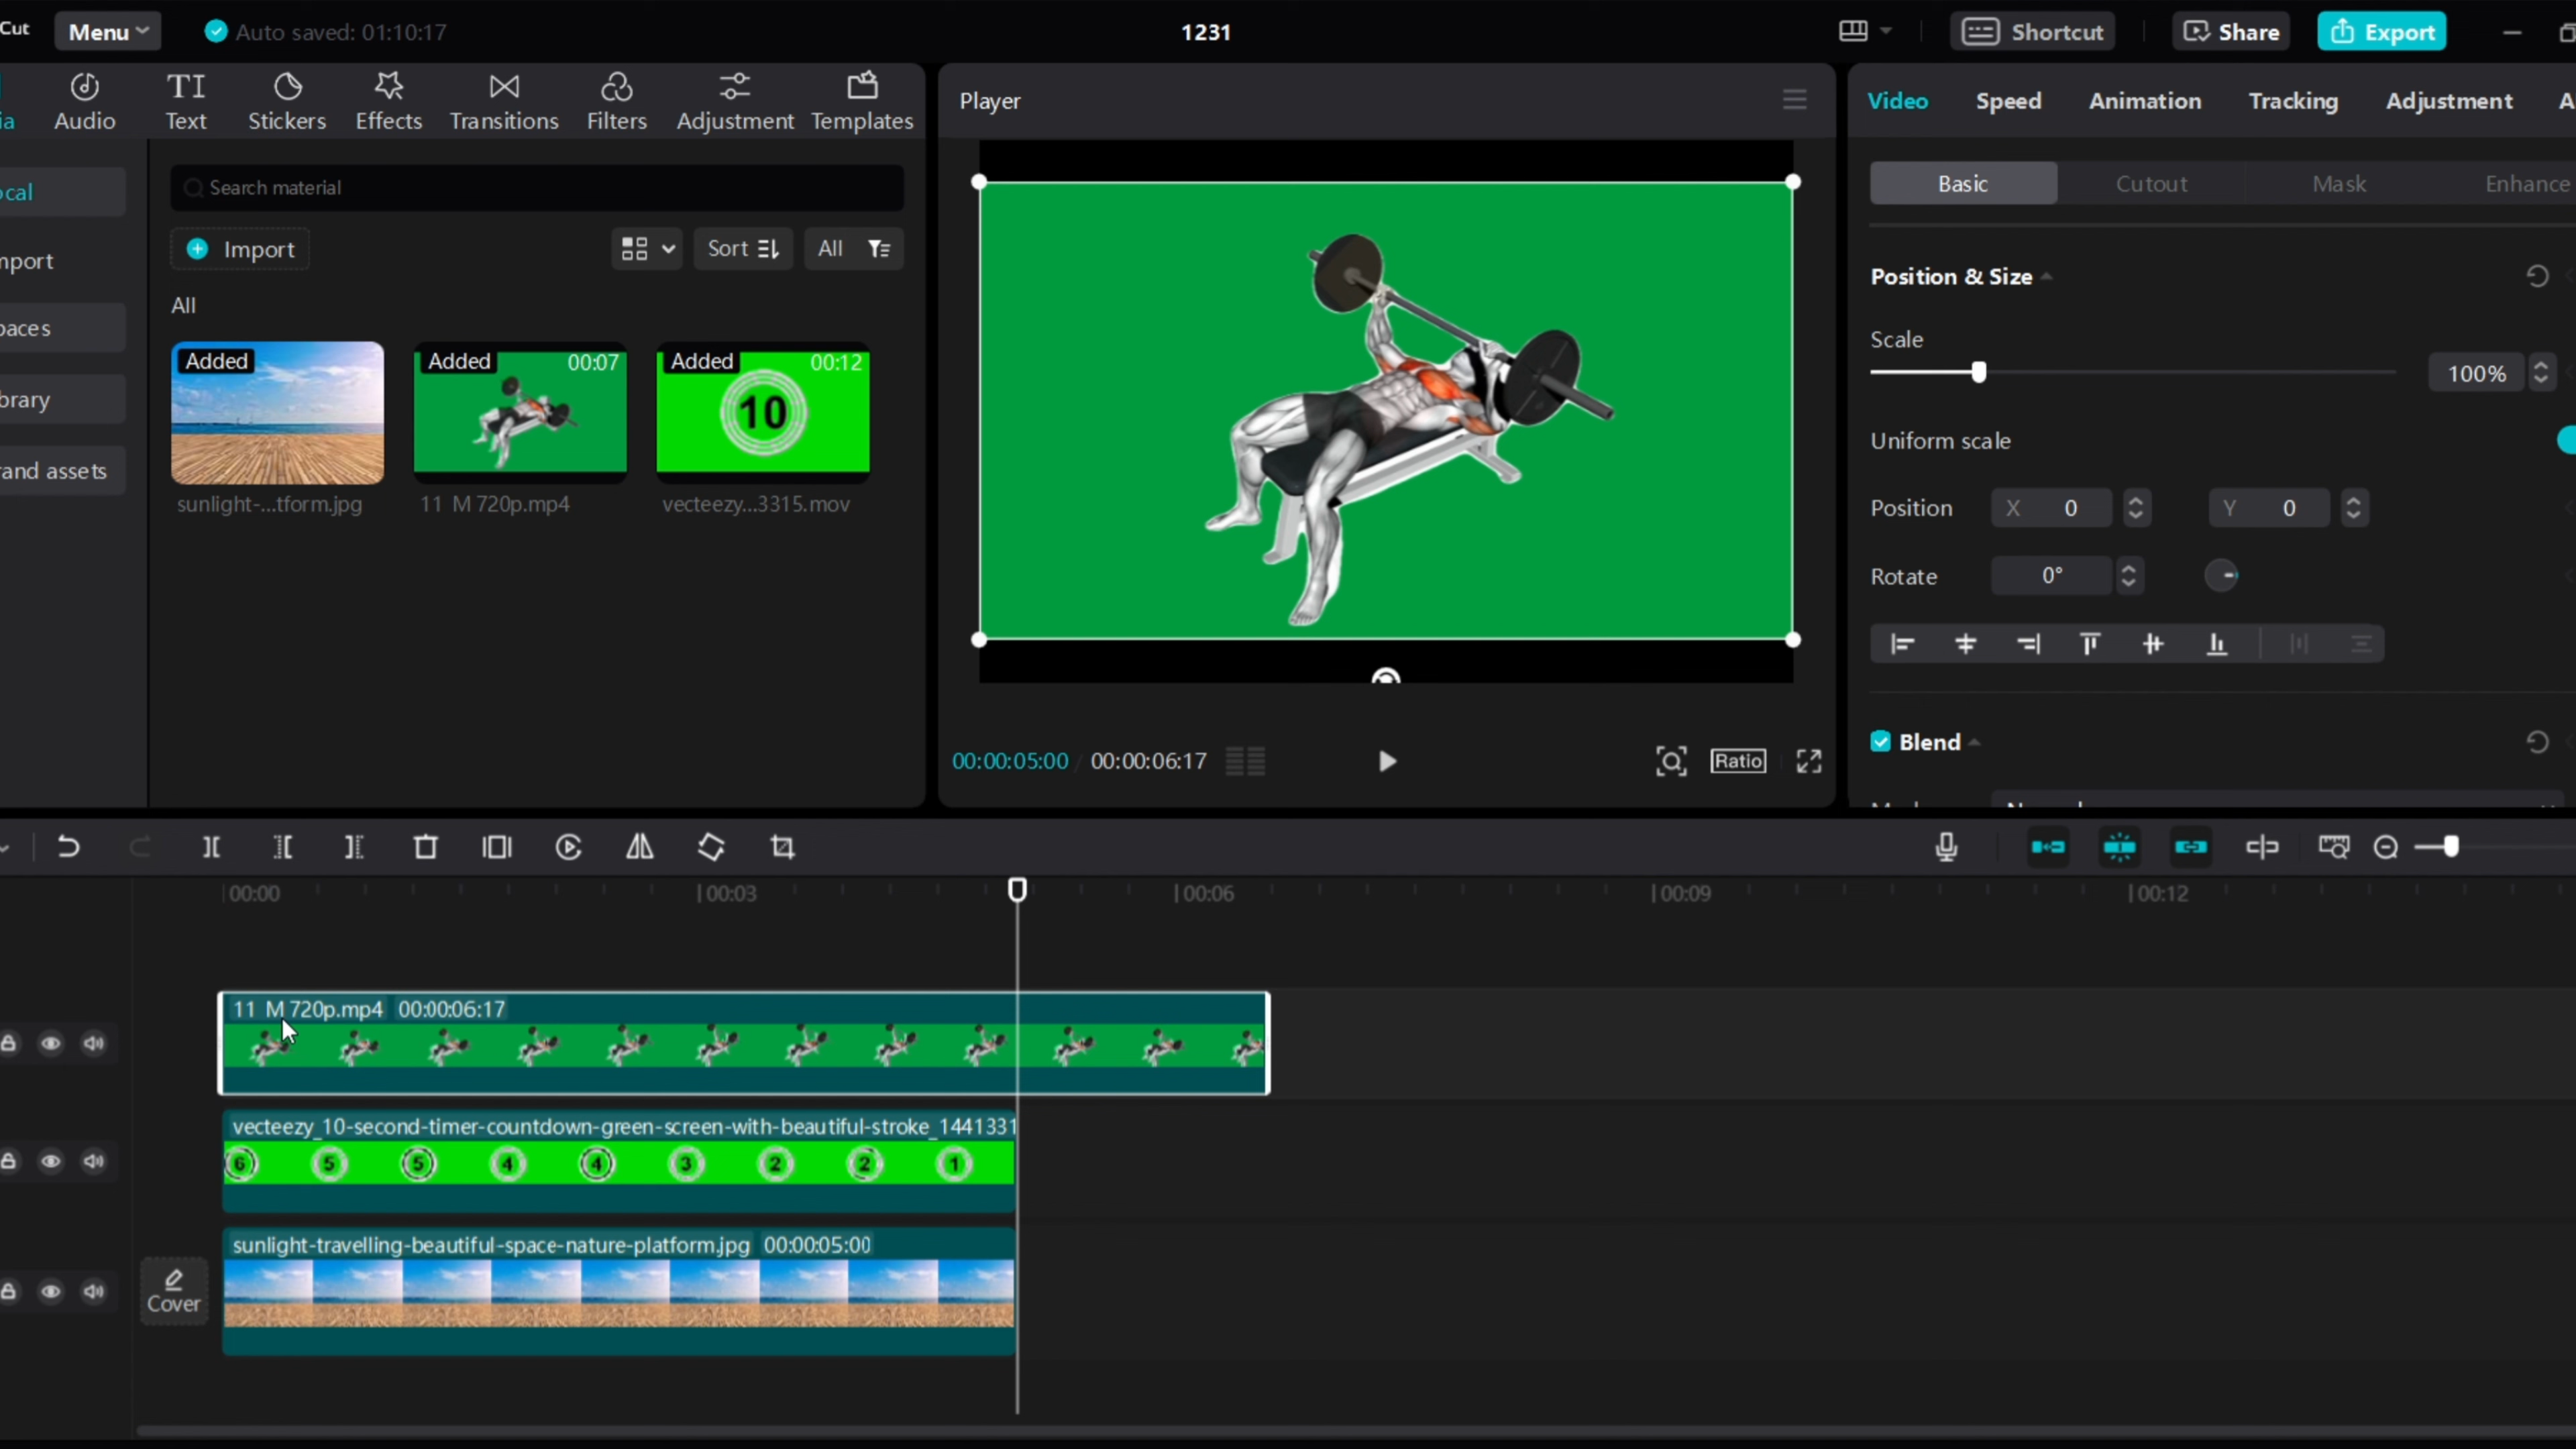 Cut Menu Auto saved: 01:10:17 1231 Shortcut Share Export
ia Audio TI Text Stickers Effects Transitions Filters Adjustment Templates
Player
Video Speed Animation Tracking Adjustment A
ocal
mport
paces
brary
rand assets
Search material
Import Sort All
All
Added
sunlight-...tform.jpg
Added 00:07
11 M 720p.mp4
Added 00:12
10
vecteezy...3315.mov
00:00:05:00 / 00:00:06:17 Ratio
Basic Cutout Mask Enhance
Position & Size
Scale
100%
Uniform scale
Position X 0 Y 0
Rotate 0°
Blend
00:00 00:03 00:06 00:09 00:12
11 M 720p.mp4 00:00:06:17
vecteezy_10-second-timer-countdown-green-screen-with-beautiful-stroke_1441331
6 5 5 4 4 3 2 2 1
sunlight-travelling-beautiful-space-nature-platform.jpg 00:00:05:00
Cover